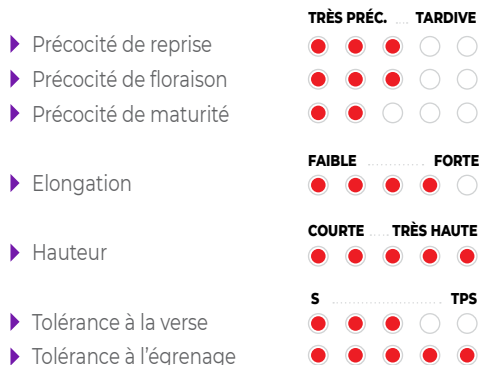 TRÈS PRÉC. .... TARDIVE
Précocité de reprise
Précocité de floraison
Précocité de maturité
FAIBLE .................. FORTE
Elongation
COURTE ..... TRÈS HAUTE
Hauteur
S ................................ TPS
Tolérance à la verse
Tolérance à l'égrenage